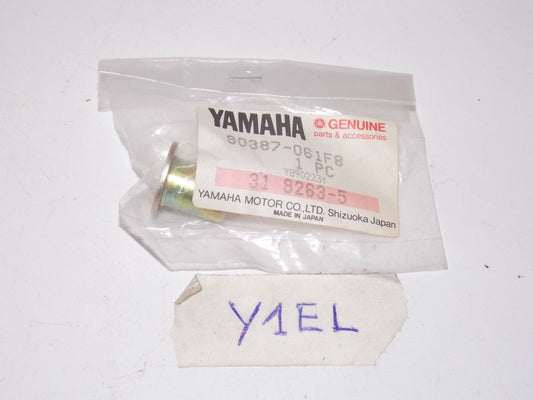 YAMAHA GENUINE
parts & accessories
90387-061F8
1 PC
Y890223Y
31 9263-5
YAMAHA MOTOR CO.,LTD. Shizuoka Japan
MADE IN JAPAN
Y1EL